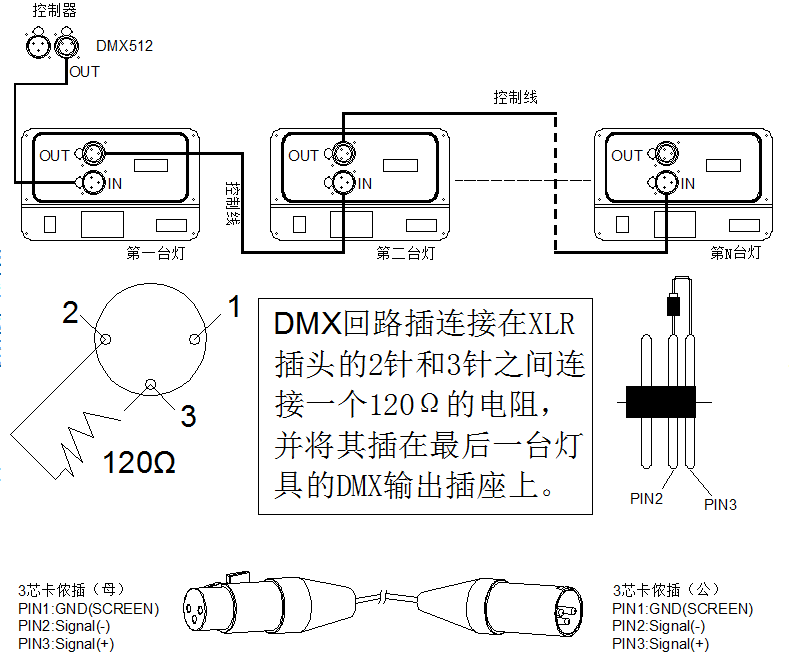 控制器
DMX512
OUT
控制线
OUT
IN
OUT
IN
OUT
IN
控制线
第一台灯
第二台灯
第N台灯
2
1
3
120Ω
DMX回路插连接在XLR
插头的2针和3针之间连
接一个120Ω的电阻，
并将其插在最后一台灯
具的DMX输出插座上。
PIN2
PIN3
3芯卡侬插（母）
PIN1:GND(SCREEN)
PIN2:Signal(-)
PIN3:Signal(+)
3芯卡侬插（公）
PIN1:GND(SCREEN)
PIN2:Signal(-)
PIN3:Signal(+)